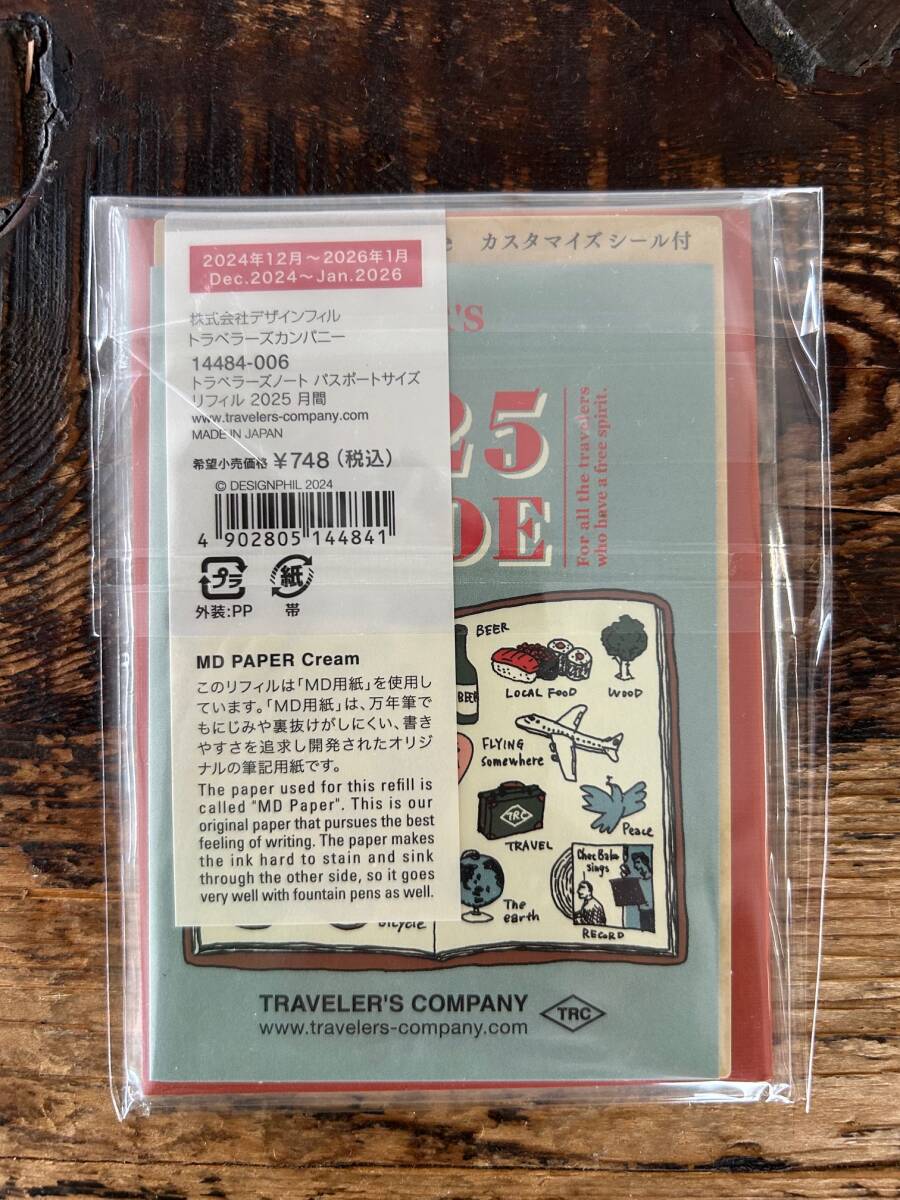 2024年12月～2026年1月
Dec.2024～Jan.2026
カスタマイズシール付
株式会社デザインフィル
トラベラーズカンパニー
14484-006
トラベラーズノート パスポートサイズ
リフィル 2025 月間
www.travelers-company.com
MADE IN JAPAN
希望小売価格 ¥748（税込）
© DESIGNPHIL 2024
4 902805 144841
プラ
紙
外装:PP
帯
MD PAPER Cream
このリフィルは「MD用紙」を使用し
ています。「MD用紙」は、万年筆で
もにじみや裏抜けがしにくい、書き
やすさを追求し開発されたオリジ
ナルの筆記用紙です。
The paper used for this refill is
called "MD Paper". This is our
original paper that pursues the best
feeling of writing. The paper makes
the ink hard to stain and sink
through the other side, so it goes
very well with fountain pens as well.
'S
25
DE
For all the travelers
who have a free spirit.
BEER
BEER
LOCAL FOOD
WOOD
FLYING
Somewhere
TRC
TRAVEL
Peace
The
earth
Chet Baker
sings
RECORD
bicycle
TRAVELER'S COMPANY
www.travelers-company.com
TRC